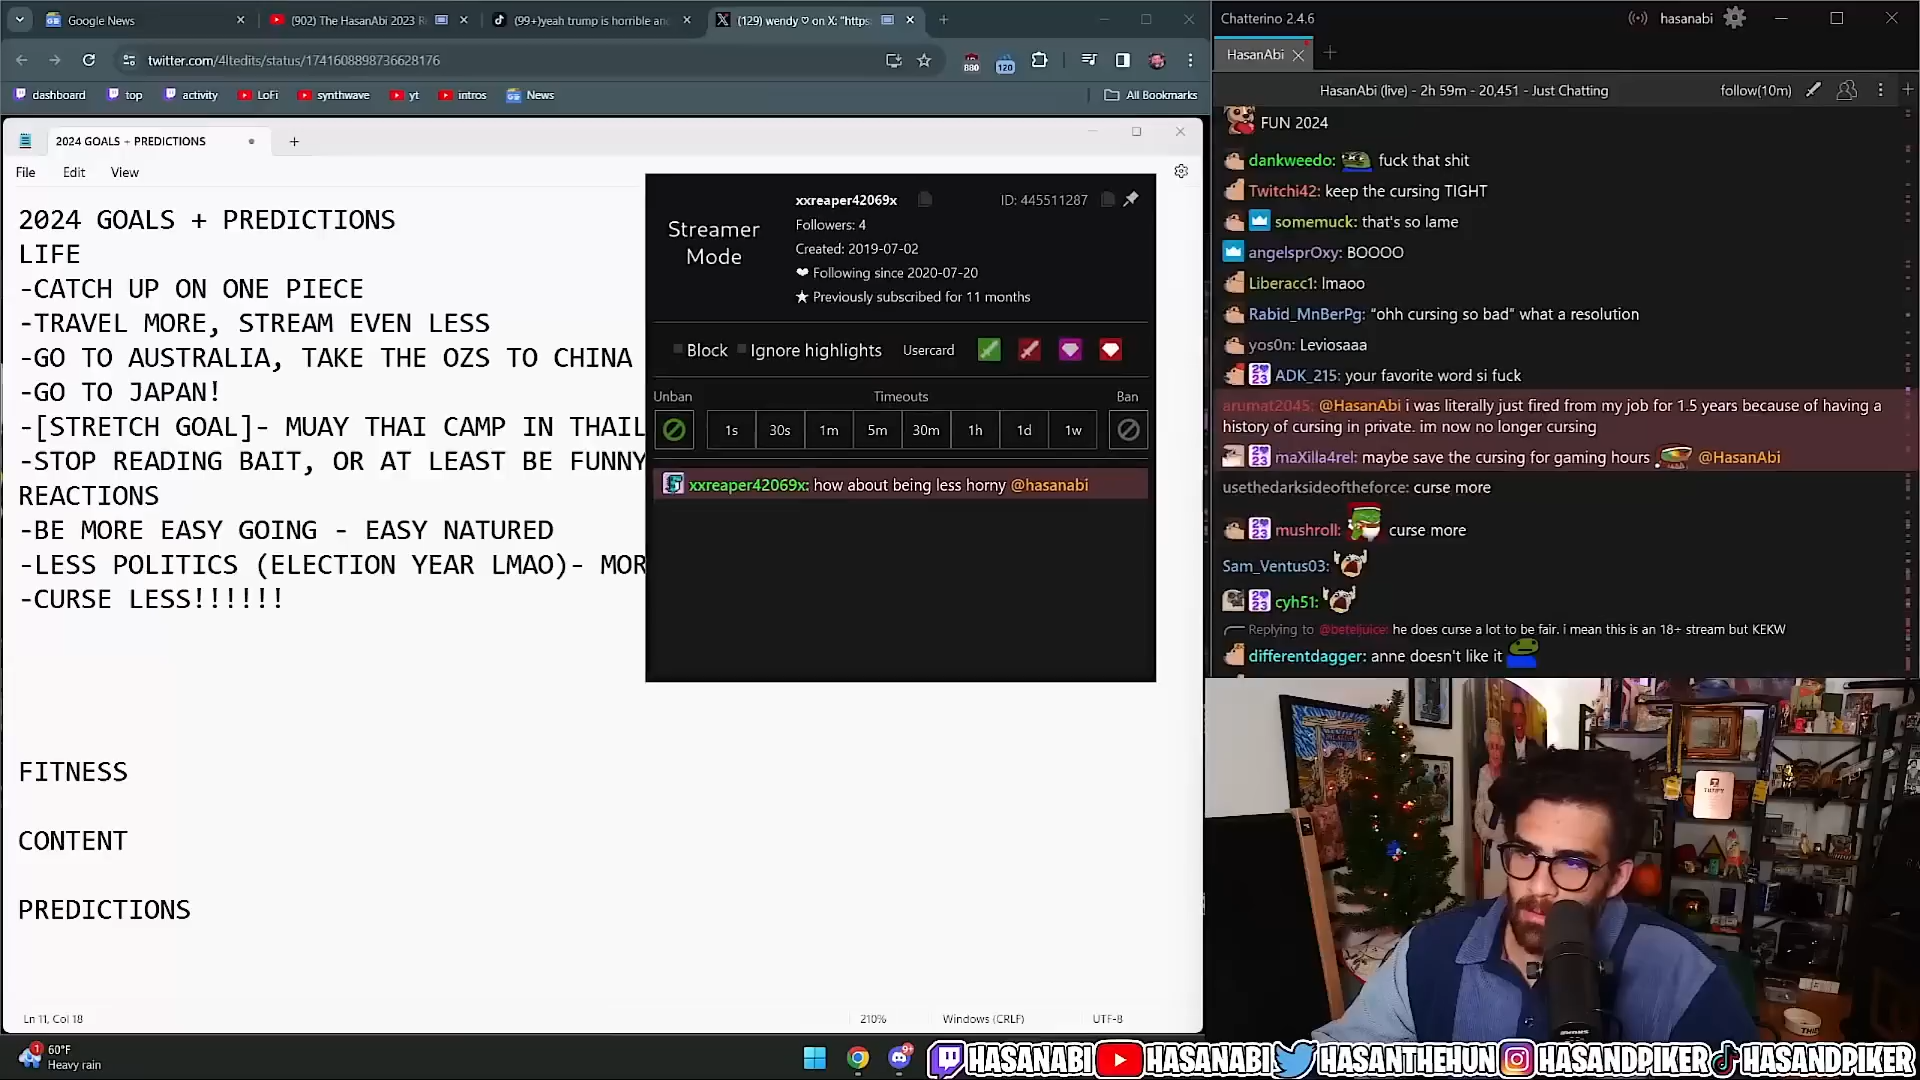 Google News
(902) The HasanAbi 2023 R
(99+)yeah trump is horrible an
(129) wendy ♡ on X: "https:
twitter.com/4ltedits/status/1741608898736628176
880
120
dashboard
top
activity
LoFi
synthwave
yt
intros
News
All Bookmarks
2024 GOALS + PREDICTIONS
File
Edit
View
2024 GOALS + PREDICTIONS
LIFE
-CATCH UP ON ONE PIECE
-TRAVEL MORE, STREAM EVEN LESS
-GO TO AUSTRALIA, TAKE THE OZS TO CHINA
-GO TO JAPAN!
-[STRETCH GOAL]- MUAY THAI CAMP IN THAIL
-STOP READING BAIT, OR AT LEAST BE FUNNY
REACTIONS
-BE MORE EASY GOING - EASY NATURED
-LESS POLITICS (ELECTION YEAR LMAO)- MOR
-CURSE LESS!!!!!!
FITNESS
CONTENT
PREDICTIONS
Ln 11, Col 18
210%
Windows (CRLF)
UTF-8
Streamer
Mode
xxreaper42069x
ID: 445511287
Followers: 4
Created: 2019-07-02
❤ Following since 2020-07-20
★ Previously subscribed for 11 months
Block
Ignore highlights
Usercard
Unban
Timeouts
Ban
1s
30s
1m
5m
30m
1h
1d
1w
xxreaper42069x: how about being less horny @hasanabi
Chatterino 2.4.6
hasanabi
HasanAbi
HasanAbi (live) - 2h 59m - 20,451 - Just Chatting
follow(10m)
FUN 2024
dankweedo: fuck that shit
Twitchi42: keep the cursing TIGHT
somemuck: that's so lame
angelsprOxy: BOOOO
Liberacc1: lmaoo
Rabid_MnBerPg: "ohh cursing so bad" what a resolution
yos0n: Leviosaaa
ADK_215: your favorite word si fuck
arumat2045: @HasanAbi i was literally just fired from my job for 1.5 years because of having a
history of cursing in private. im now no longer cursing
maXilla4rel: maybe save the cursing for gaming hours @HasanAbi
usethedarksideoftheforce: curse more
mushroll: curse more
Sam_Ventus03:
cyh51:
Replying to @beteljuice: he does curse a lot to be fair. i mean this is an 18+ stream but KEKW
differentdagger: anne doesn't like it
1
60°F
Heavy rain
9+
HASANABI
HASANABI
HASANTHEHUN
HASANDPIKER
HASANDPIKER